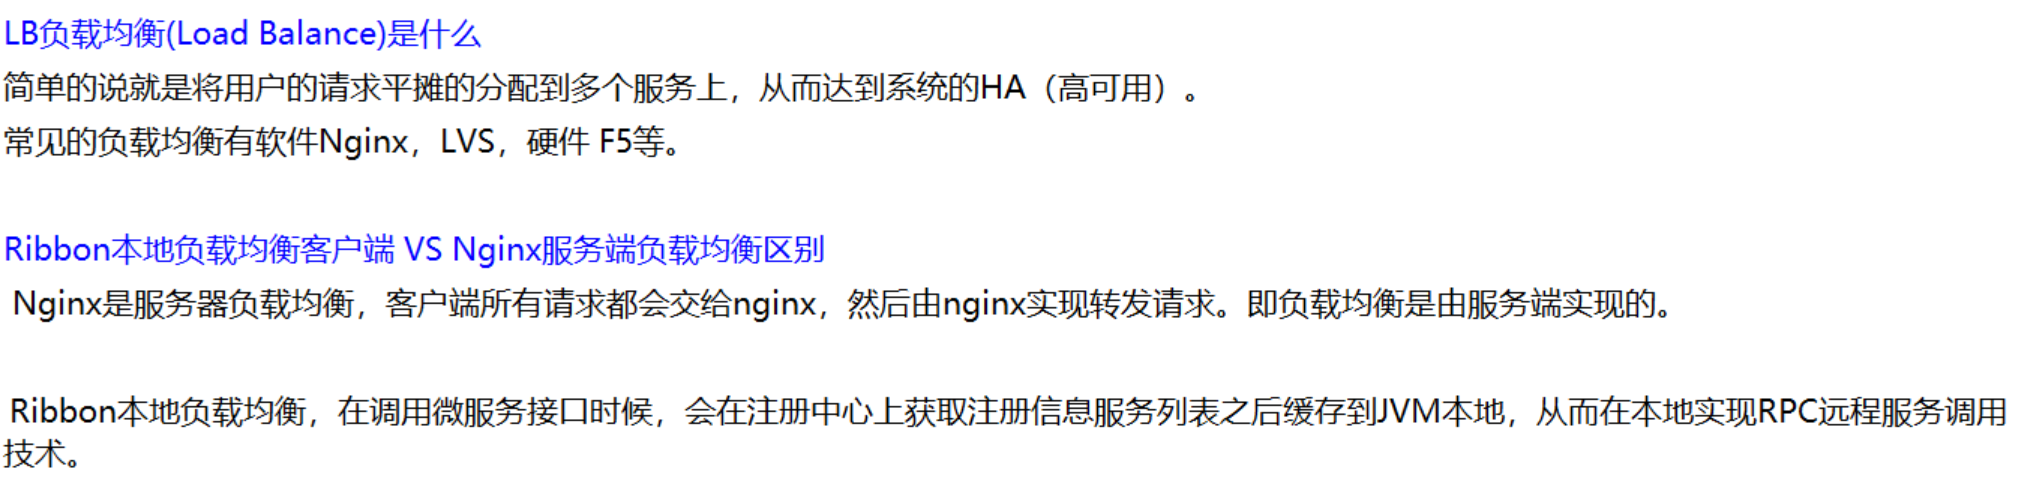 LB负载均衡(Load Balance)是什么
简单的说就是将用户的请求平摊的分配到多个服务上，从而达到系统的HA（高可用）。
常见的负载均衡有软件Nginx，LVS，硬件 F5等。
Ribbon本地负载均衡客户端 VS Nginx服务端负载均衡区别
Nginx是服务器负载均衡，客户端所有请求都会交给nginx，然后由nginx实现转发请求。即负载均衡是由服务端实现的。
Ribbon本地负载均衡，在调用微服务接口时候，会在注册中心上获取注册信息服务列表之后缓存到JVM本地，从而在本地实现RPC远程服务调用
技术。